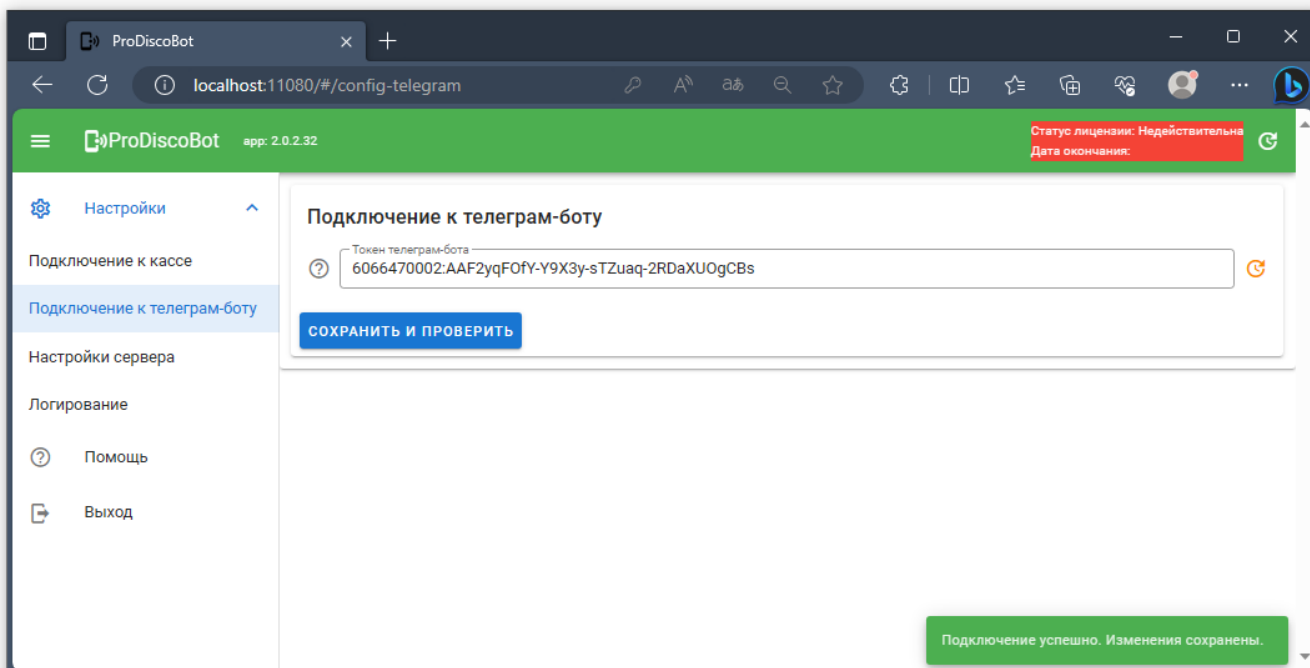 ProDiscoBot
localhost:11080/#/config-telegram
ProDiscoBot app: 2.0.2.32
Статус лицензии: Недействительна
Дата окончания:
Настройки
Подключение к кассе
Подключение к телеграм-боту
Настройки сервера
Логирование
Помощь
Выход
Подключение к телеграм-боту
Токен телеграм-бота
6066470002:AAF2yqFOfY-Y9X3y-sTZuaq-2RDaXUOgCBs
СОХРАНИТЬ И ПРОВЕРИТЬ
Подключение успешно. Изменения сохранены.